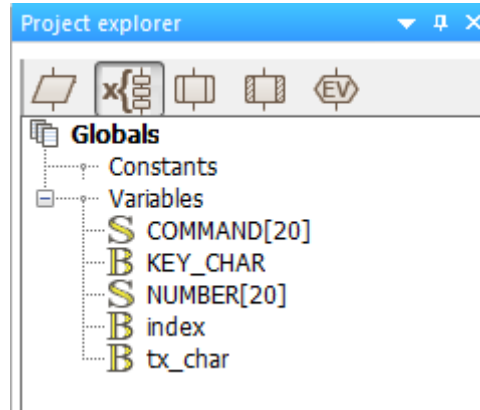 Project explorer
x{
EV
Globals
Constants
Variables
S COMMAND[20]
B KEY_CHAR
S NUMBER[20]
B index
B tx_char